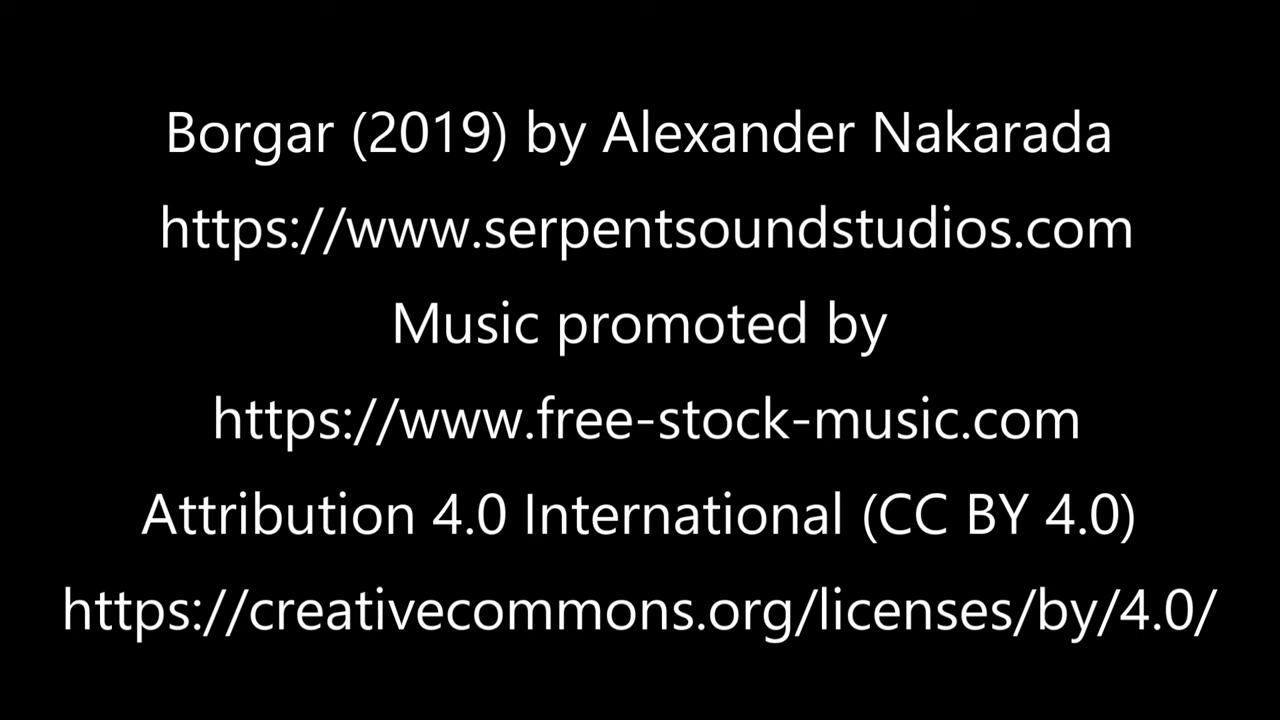 Borgar (2019) by Alexander Nakarada
https://www.serpentsoundstudios.com
Music promoted by
https://www.free-stock-music.com
Attribution 4.0 International (CC BY 4.0)
https://creativecommons.org/licenses/by/4.0/